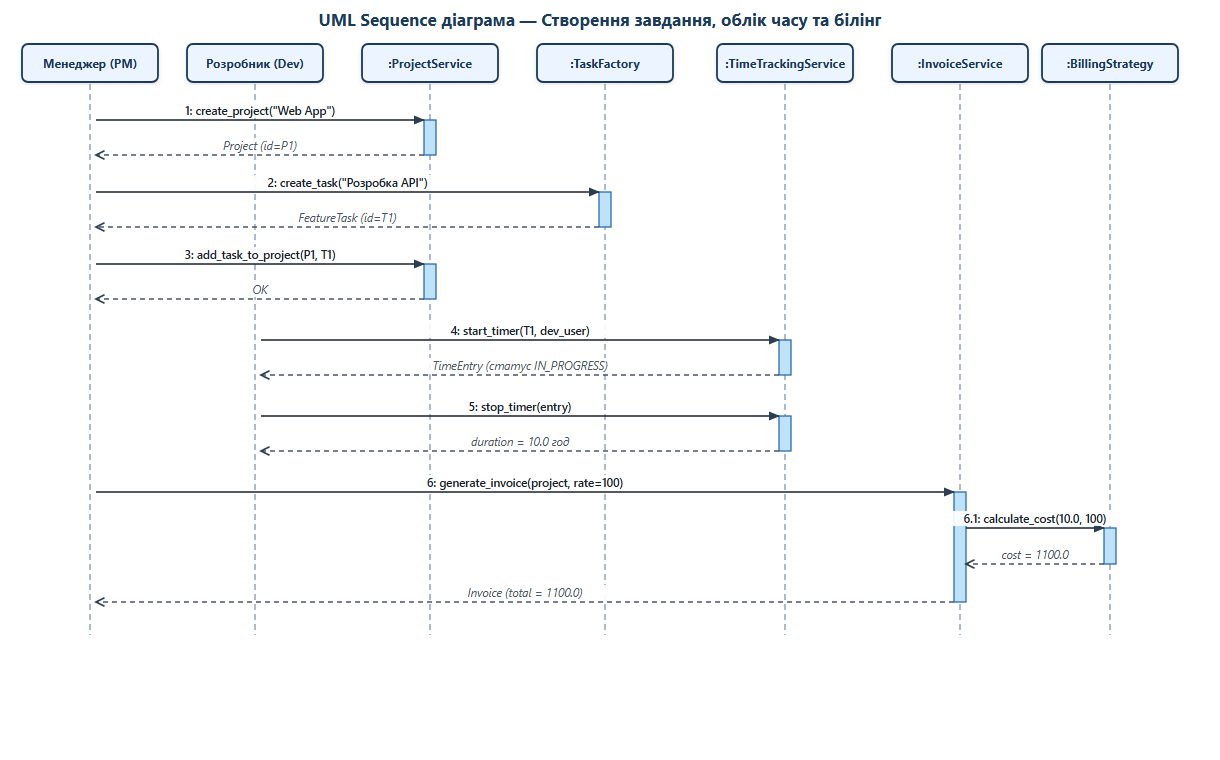 UML Sequence діаграма — Створення завдання, облік часу та білінг
Менеджер (PM)
Розробник (Dev)
:ProjectService
:TaskFactory
:TimeTrackingService
:InvoiceService
:BillingStrategy
1: create_project("Web App")
Project (id=P1)
2: create_task("Розробка API")
FeatureTask (id=T1)
3: add_task_to_project(P1, T1)
OK
4: start_timer(T1, dev_user)
TimeEntry (статус IN_PROGRESS)
5: stop_timer(entry)
duration = 10.0 год
6: generate_invoice(project, rate=100)
6.1: calculate_cost(10.0, 100)
cost = 1100.0
Invoice (total = 1100.0)